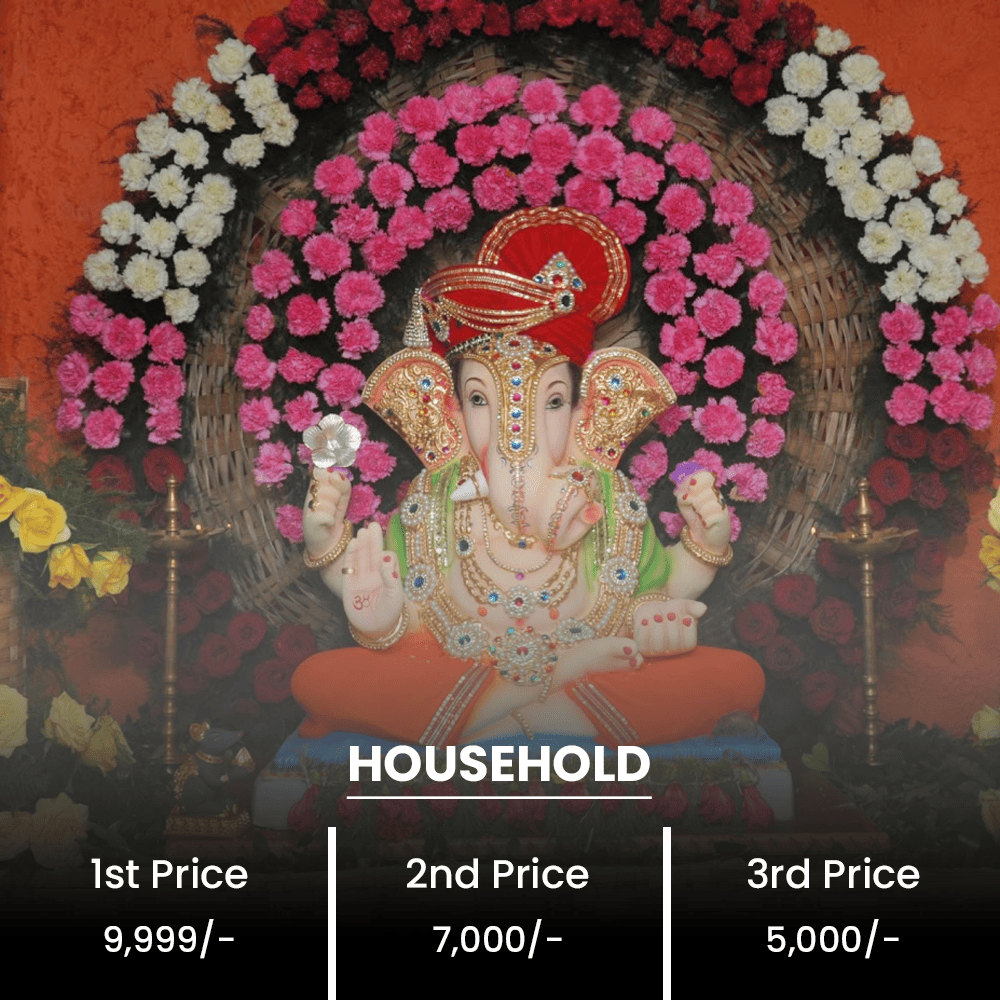 ॐ
HOUSEHOLD
1st Price
9,999/-
2nd Price
7,000/-
3rd Price
5,000/-